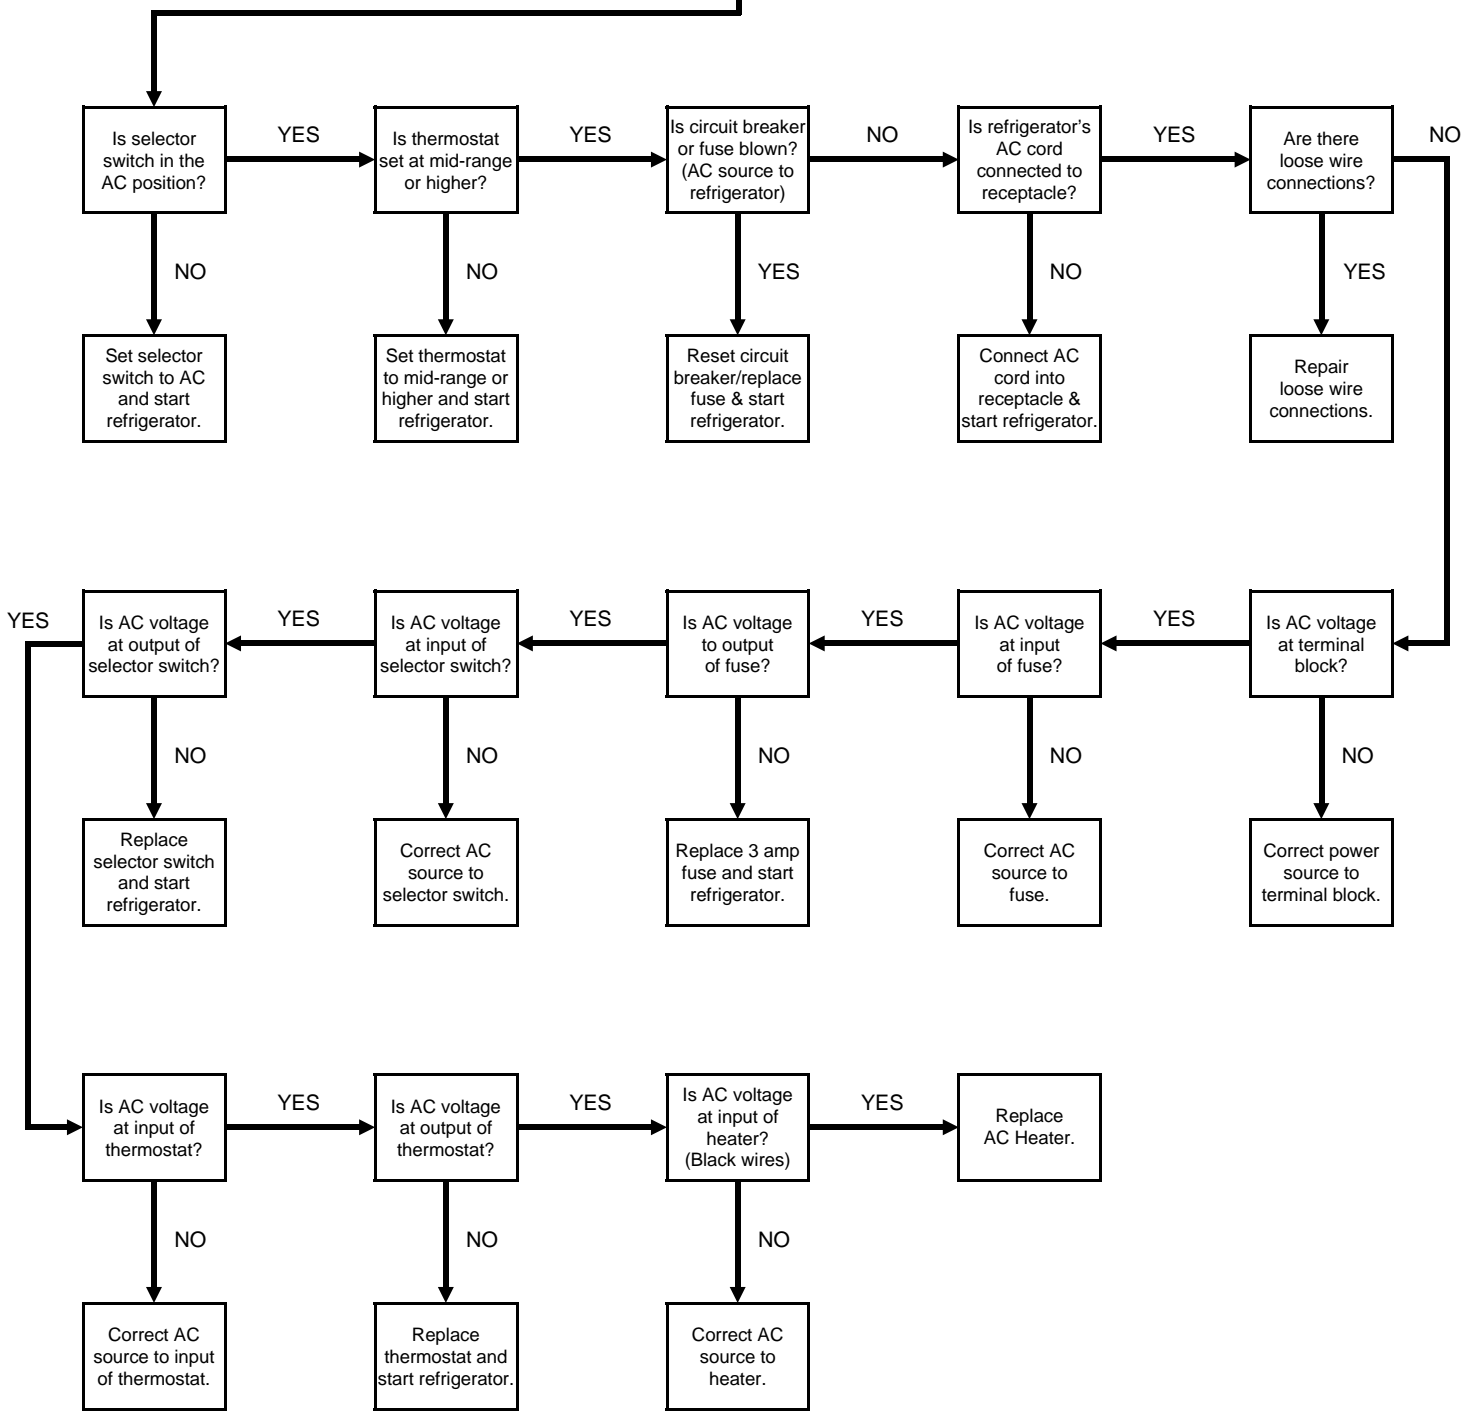 Is selector
switch in the
AC position?
YES
Is thermostat
set at mid-range
or higher?
YES
Is circuit breaker
or fuse blown?
(AC source to
refrigerator)
NO
Is refrigerator's
AC cord
connected to
receptacle?
YES
Are there
loose wire
connections?
NO
NO
NO
YES
NO
YES
Set selector
switch to AC
and start
refrigerator.
Set thermostat
to mid-range or
higher and start
refrigerator.
Reset circuit
breaker/replace
fuse & start
refrigerator.
Connect AC
cord into
receptacle &
start refrigerator.
Repair
loose wire
connections.
YES
Is AC voltage
at output of
selector switch?
YES
Is AC voltage
at input of
selector switch?
YES
Is AC voltage
to output
of fuse?
YES
Is AC voltage
at input
of fuse?
YES
Is AC voltage
at terminal
block?
NO
NO
NO
NO
NO
Replace
selector switch
and start
refrigerator.
Correct AC
source to
selector switch.
Replace 3 amp
fuse and start
refrigerator.
Correct AC
source to
fuse.
Correct power
source to
terminal block.
Is AC voltage
at input of
thermostat?
YES
Is AC voltage
at output of
thermostat?
YES
Is AC voltage
at input of
heater?
(Black wires)
YES
Replace
AC Heater.
NO
NO
NO
Correct AC
source to input
of thermostat.
Replace
thermostat and
start refrigerator.
Correct AC
source to
heater.